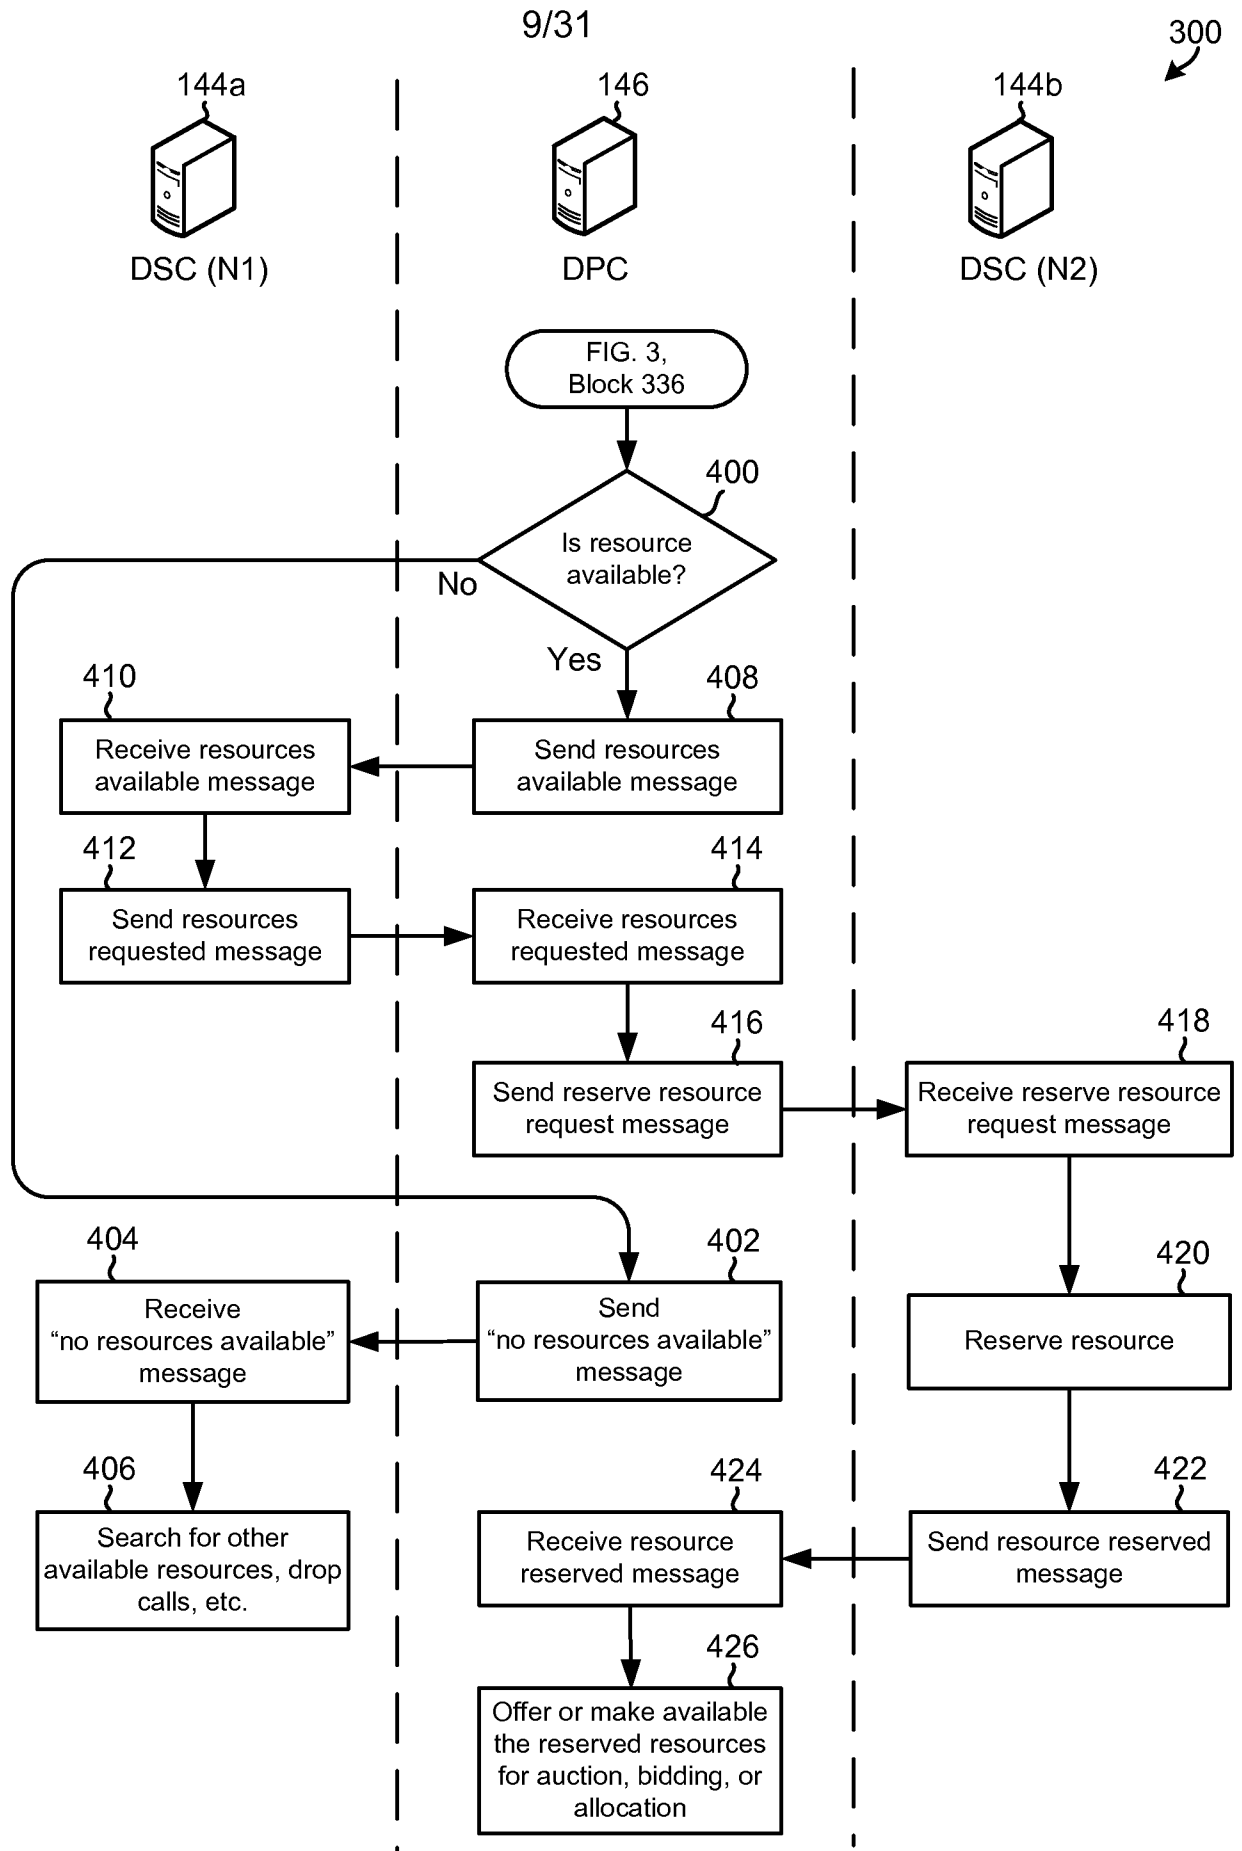 9/31
300
144a
146
144b
DSC (N1)
DPC
DSC (N2)
FIG. 3,
Block 336
400
Is resource
available?
No
Yes
410
408
Receive resources
available message
Send resources
available message
412
414
Send resources
requested message
Receive resources
requested message
416
418
Send reserve resource
request message
Receive reserve resource
request message
404
402
420
Receive
“no resources available”
message
Send
“no resources available”
message
Reserve resource
406
424
422
Search for other
available resources, drop
calls, etc.
Receive resource
reserved message
Send resource reserved
message
426
Offer or make available
the reserved resources
for auction, bidding, or
allocation